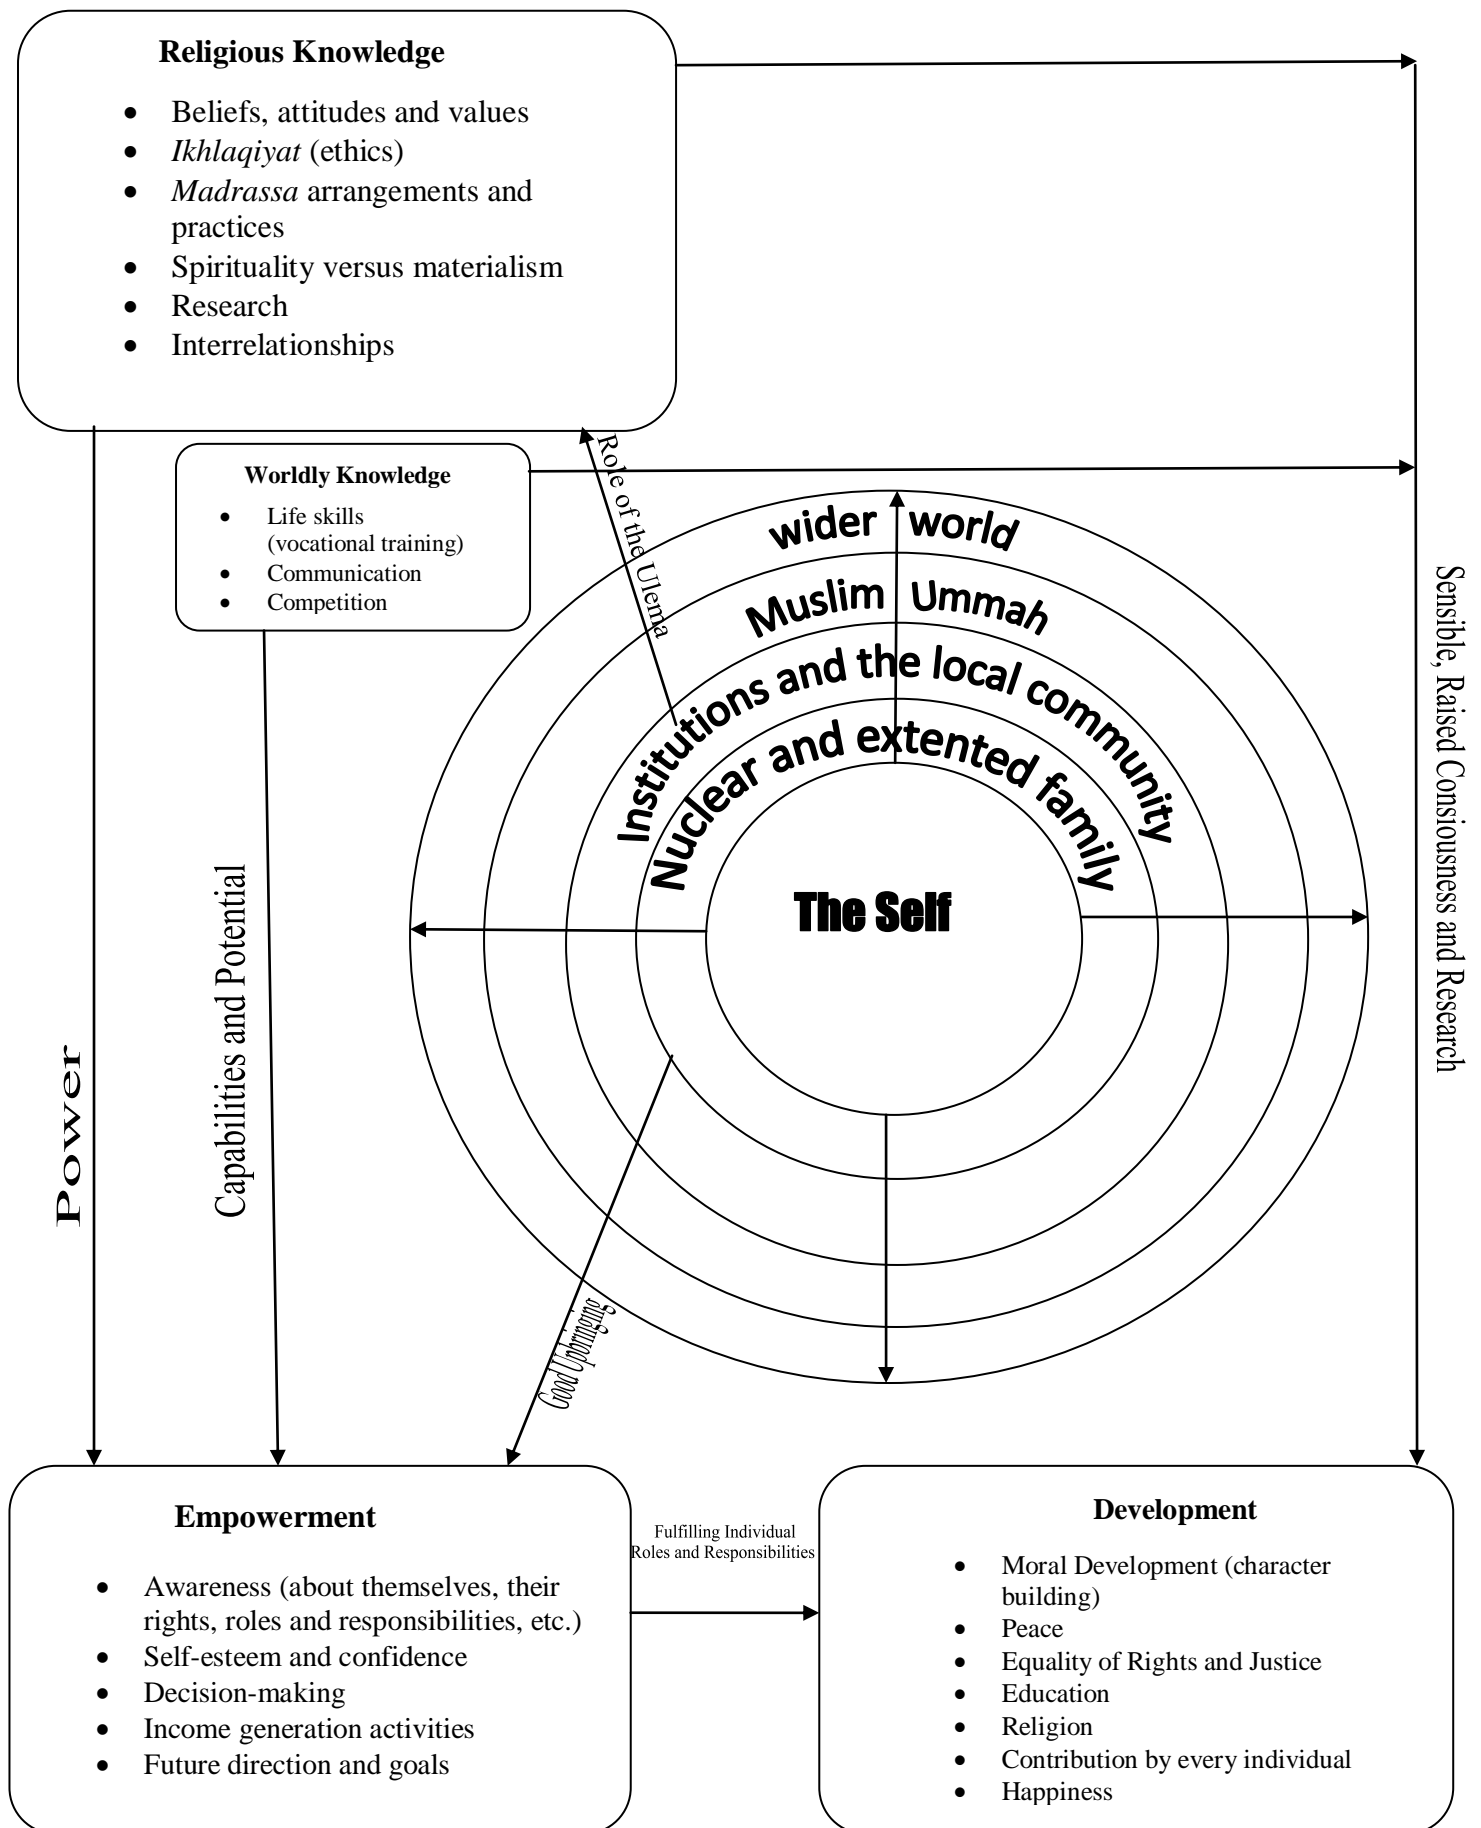 Religious Knowledge
• Beliefs, attitudes and values
• Ikhlaqiyat (ethics)
• Madrassa arrangements and
practices
• Spirituality versus materialism
• Research
• Interrelationships
Worldly Knowledge
• Life skills
(vocational training)
• Communication
• Competition
Role of the Ulema
wider world
Muslim Ummah
Institutions and the local community
Nuclear and extented family
The Self
Sensible, Raised Consiousness and Research
Capabilities and Potential
Power
Good Upbringing
Empowerment
• Awareness (about themselves, their
rights, roles and responsibilities, etc.)
• Self-esteem and confidence
• Decision-making
• Income generation activities
• Future direction and goals
Fulfilling Individual
Roles and Responsibilities
Development
• Moral Development (character
building)
• Peace
• Equality of Rights and Justice
• Education
• Religion
• Contribution by every individual
• Happiness